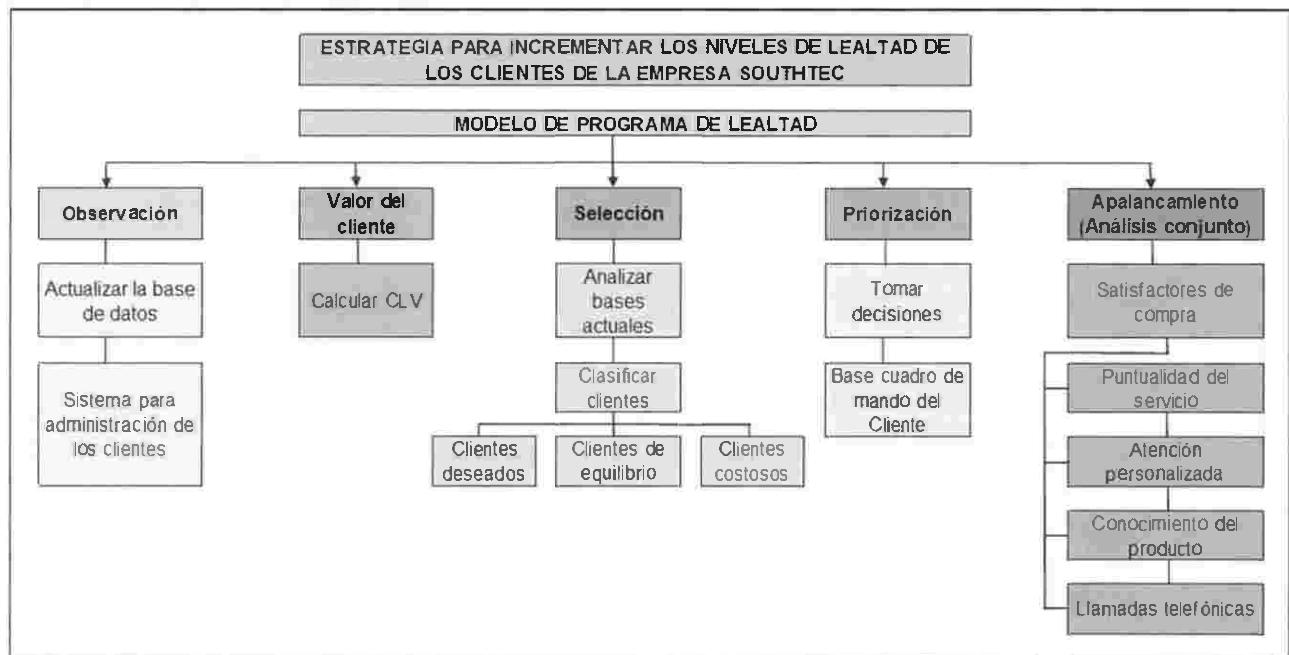 ESTRATEGIA PARA INCREMENTAR LOS NIVELES DE LEALTAD DE
LOS CLIENTES DE LA EMPRESA SOUTHTEC
MODELO DE PROGRAMA DE LEALTAD
Observación
Actualizar la base
de datos
Sistema para
administración de
los clientes
Valor del
cliente
Calcular CLV
Selección
Analizar
bases
actuales
Clasificar
clientes
Clientes
deseados
Clientes de
equilibrio
Clientes
costosos
Priorización
Tomar
decisiones
Base cuadro de
mando del
Cliente
Apalancamiento
(Análisis conjunto)
Satisfactores de
compra
Puntualidad del
servicio
Atención
personalizada
Conocimiento del
producto
Llamadas telefónicas